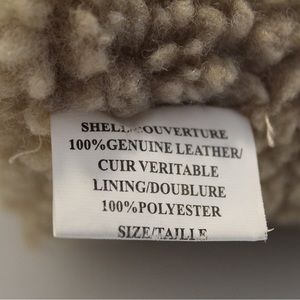 SHELL/COUVERTURE
100%GENUINE LEATHER/
CUIR VERITABLE
LINING/DOUBLURE
100%POLYESTER
SIZE/TAILLE